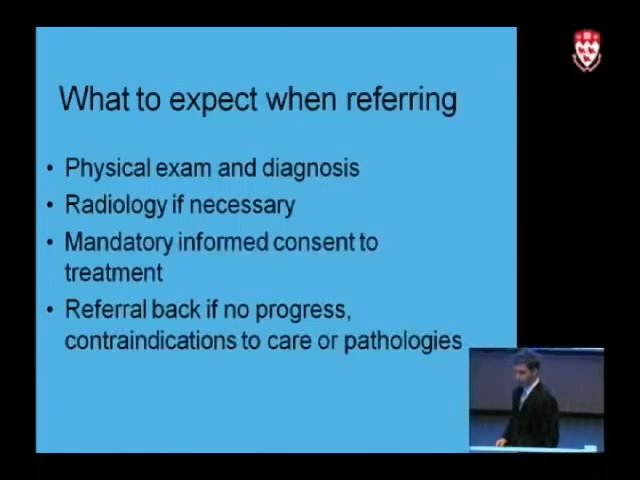 What to expect when referring
• Physical exam and diagnosis
• Radiology if necessary
• Mandatory informed consent to
treatment
• Referral back if no progress,
contraindications to care or pathologies